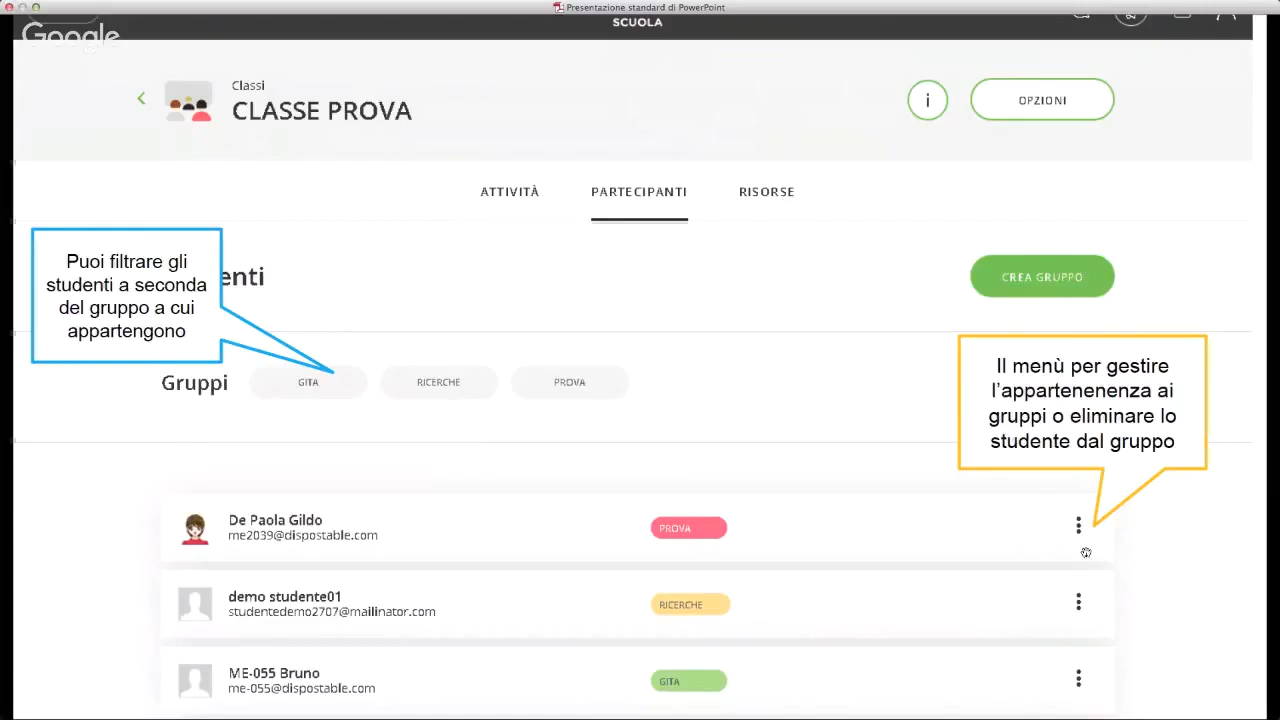 Presentazione standard di PowerPoint
Google
SCUOLA
Classi
CLASSE PROVA
i
OPZIONI
ATTIVITÀ
PARTECIPANTI
RISORSE
Puoi filtrare gli
studenti a seconda
del gruppo a cui
appartengono
enti
CREA GRUPPO
Il menù per gestire
l’appartenenenza ai
gruppi o eliminare lo
studente dal gruppo
Gruppi
GITA
RICERCHE
PROVA
De Paola Gildo
me2039@dispostable.com
PROVA
demo studente01
studentedemo2707@mailinator.com
RICERCHE
ME-055 Bruno
me-055@dispostable.com
GITA